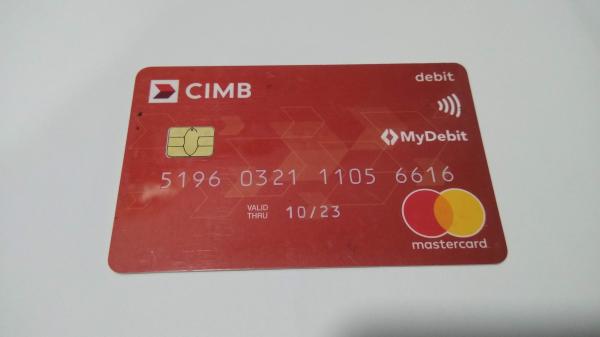 CIMB
debit
MyDebit
5196 0321 1105 6616
VALID
THRU 10/23
mastercard